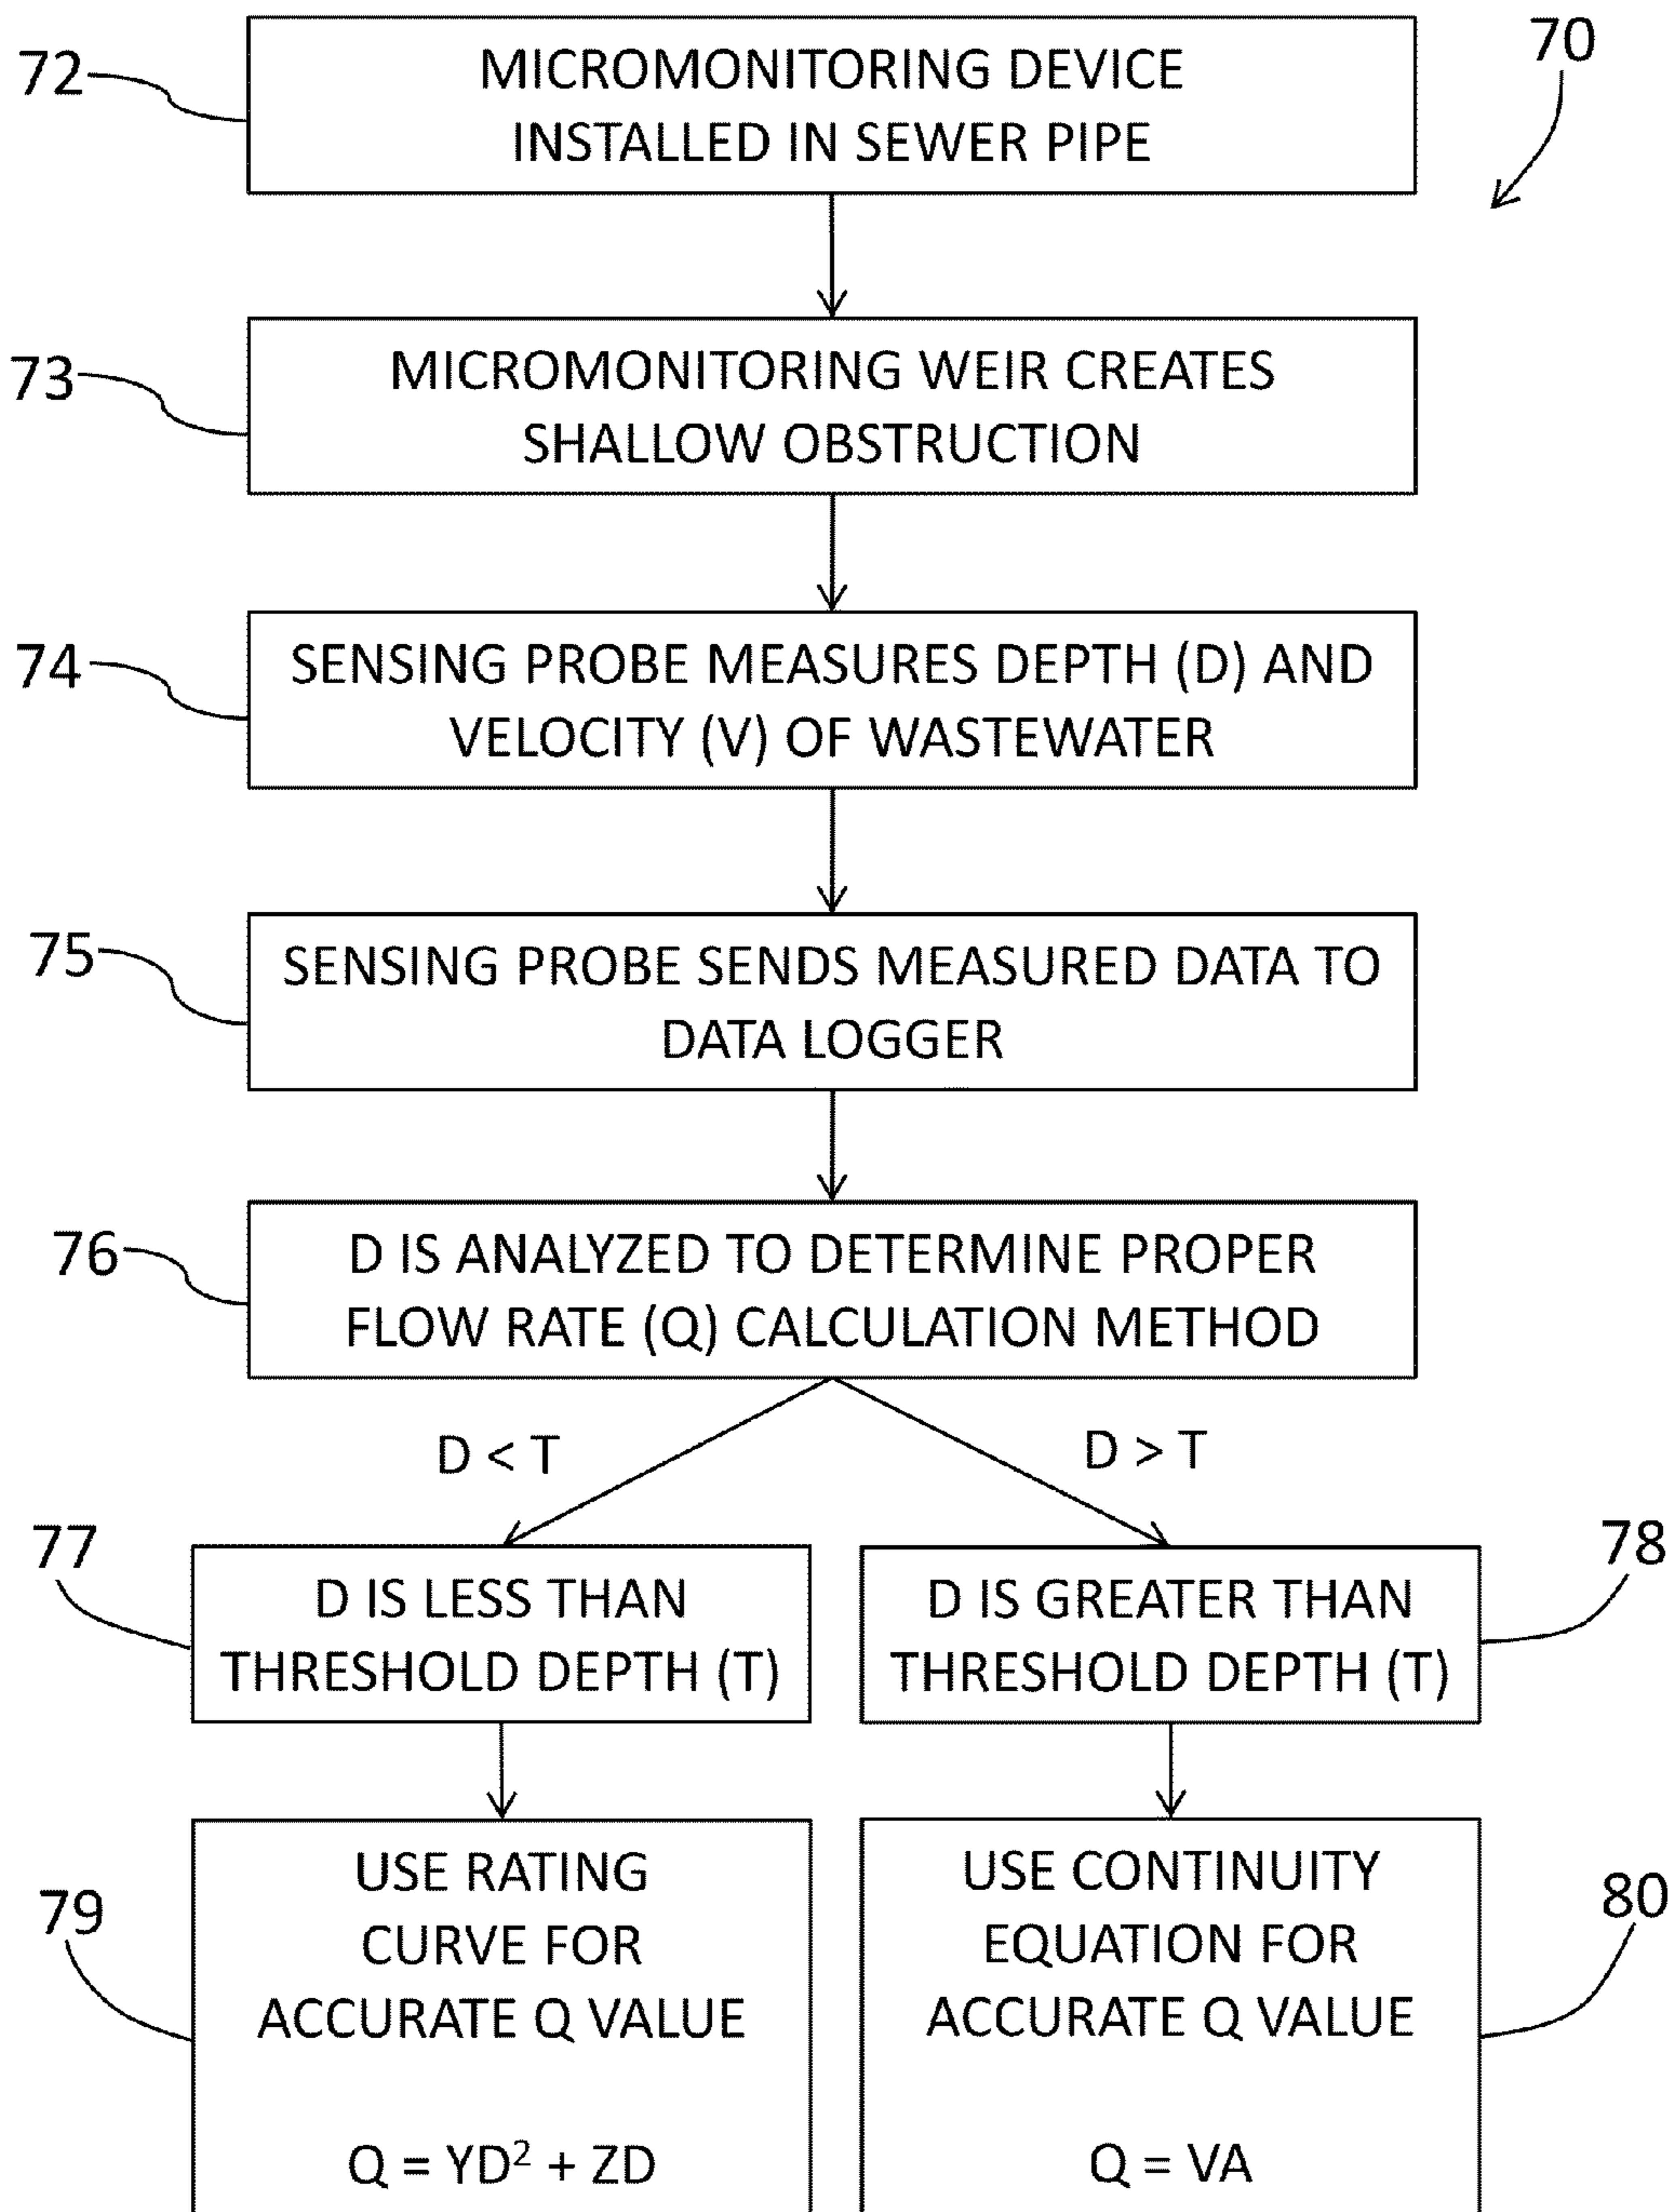 70
72
MICROMONITORING DEVICE
INSTALLED IN SEWER PIPE
73
MICROMONITORING WEIR CREATES
SHALLOW OBSTRUCTION
74
SENSING PROBE MEASURES DEPTH (D) AND
VELOCITY (V) OF WASTEWATER
75
SENSING PROBE SENDS MEASURED DATA TO
DATA LOGGER
76
D IS ANALYZED TO DETERMINE PROPER
FLOW RATE (Q) CALCULATION METHOD
D < T
D > T
77
D IS LESS THAN
THRESHOLD DEPTH (T)
78
D IS GREATER THAN
THRESHOLD DEPTH (T)
79
USE RATING
CURVE FOR
ACCURATE Q VALUE
Q = YD² + ZD
80
USE CONTINUITY
EQUATION FOR
ACCURATE Q VALUE
Q = VA